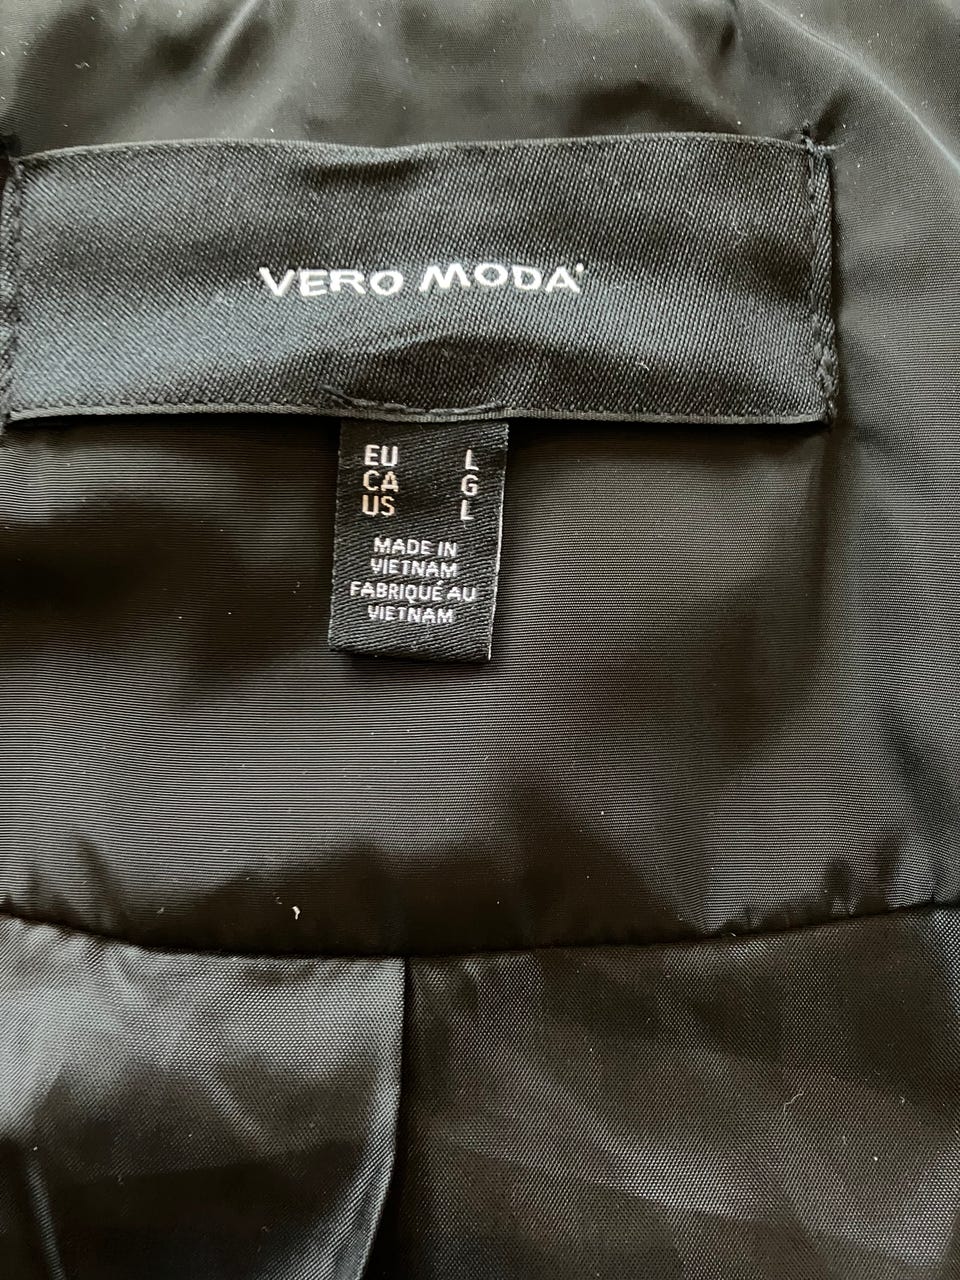 VERO MODA
EU L
CA G
US L
MADE IN
VIETNAM
FABRIQUÉ AU
VIETNAM